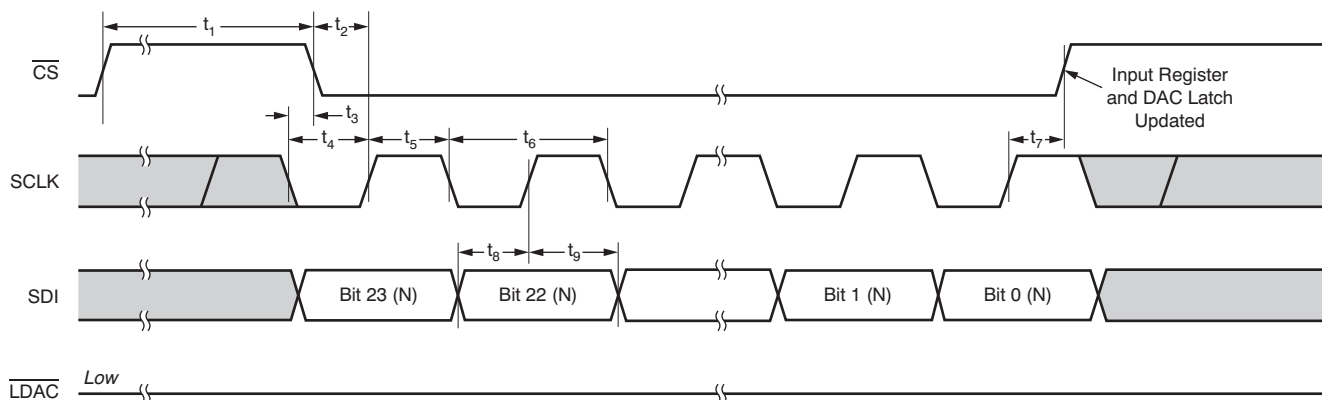 t1
t2
CS
t3
Input Register
and DAC Latch
Updated
t4
t5
t6
t7
SCLK
t8
t9
SDI
Bit 23 (N)
Bit 22 (N)
Bit 1 (N)
Bit 0 (N)
LDAC
Low